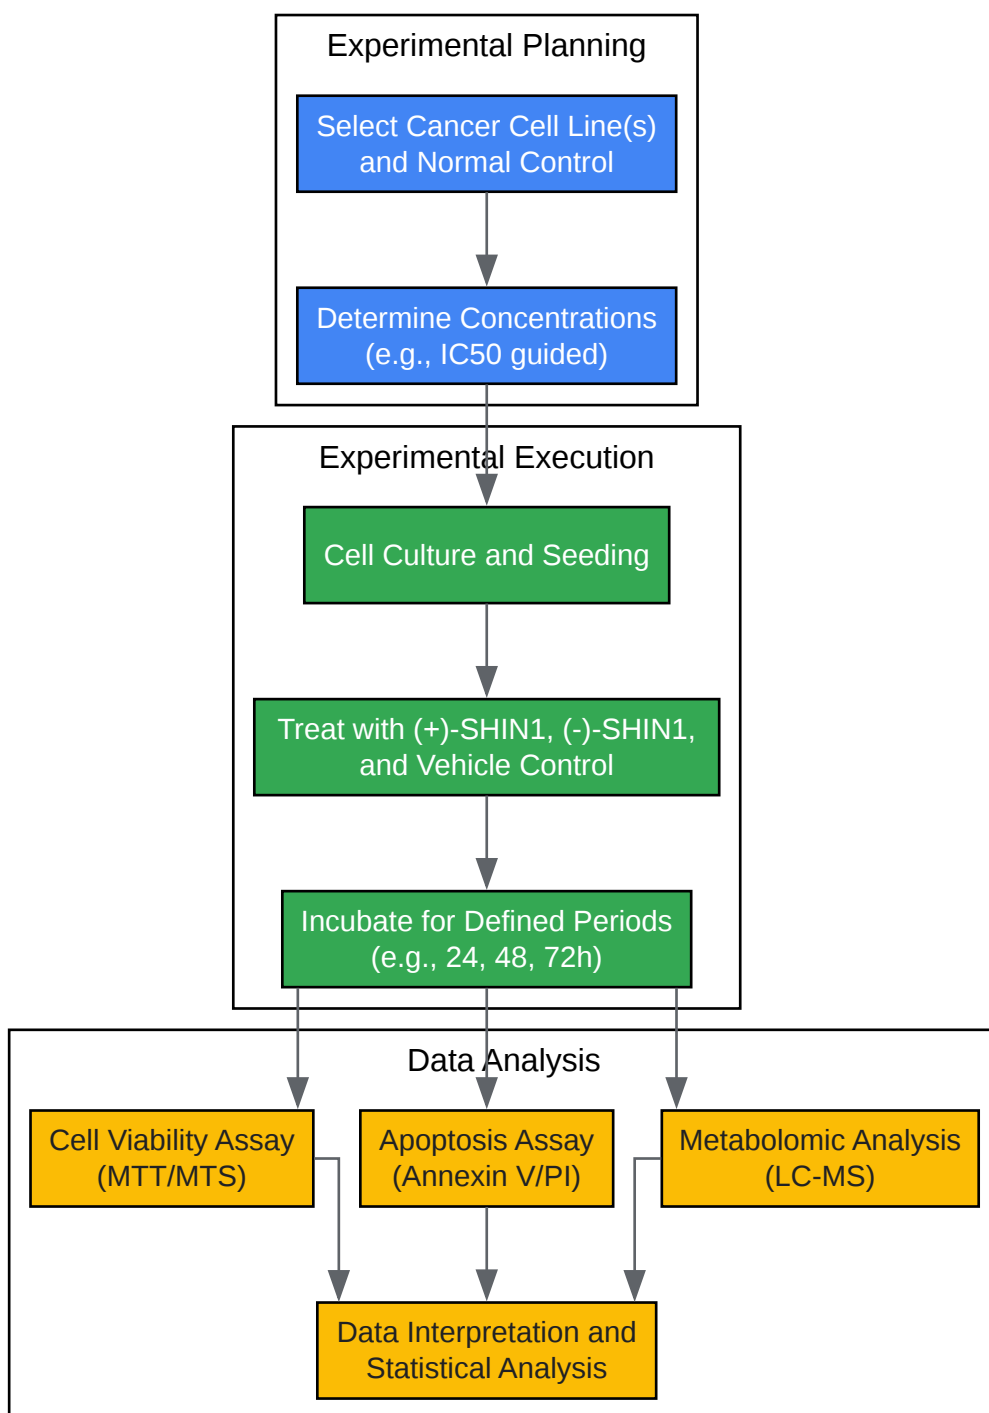 Experimental Planning
Select Cancer Cell Line(s)
and Normal Control
Determine Concentrations
(e.g., IC50 guided)
Experimental Execution
Cell Culture and Seeding
Treat with (+)-SHIN1, (-)-SHIN1,
and Vehicle Control
Incubate for Defined Periods
(e.g., 24, 48, 72h)
Data Analysis
Cell Viability Assay
(MTT/MTS)
Apoptosis Assay
(Annexin V/PI)
Metabolomic Analysis
(LC-MS)
Data Interpretation and
Statistical Analysis